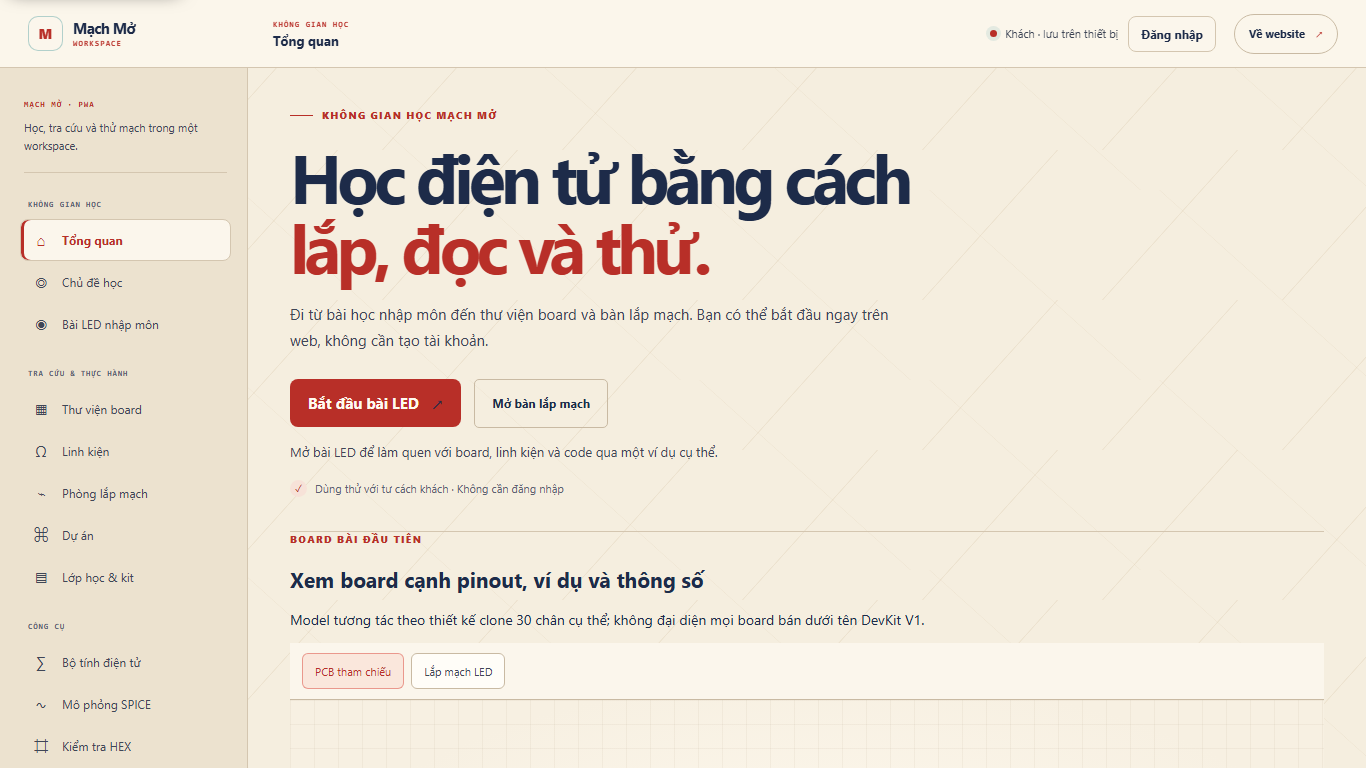 M
Mạch Mở
WORKSPACE
KHÔNG GIAN HỌC
Tổng quan
Khách · lưu trên thiết bị
Đăng nhập
Về website ↗
MẠCH MỞ · PWA
Học, tra cứu và thử mạch trong một
workspace.
KHÔNG GIAN HỌC
Tổng quan
Chủ đề học
Bài LED nhập môn
TRA CỨU & THỰC HÀNH
Thư viện board
Linh kiện
Phòng lắp mạch
Dự án
Lớp học & kit
CÔNG CỤ
Bộ tính điện tử
Mô phỏng SPICE
Kiểm tra HEX
KHÔNG GIAN HỌC MẠCH MỞ
Học điện tử bằng cách
lắp, đọc và thử.
Đi từ bài học nhập môn đến thư viện board và bàn lắp mạch. Bạn có thể bắt đầu ngay trên
web, không cần tạo tài khoản.
Bắt đầu bài LED ↗
Mở bàn lắp mạch
Mở bài LED để làm quen với board, linh kiện và code qua một ví dụ cụ thể.
✓ Dùng thử với tư cách khách · Không cần đăng nhập
BOARD BÀI ĐẦU TIÊN
Xem board cạnh pinout, ví dụ và thông số
Model tương tác theo thiết kế clone 30 chân cụ thể; không đại diện mọi board bán dưới tên DevKit V1.
PCB tham chiếu
Lắp mạch LED